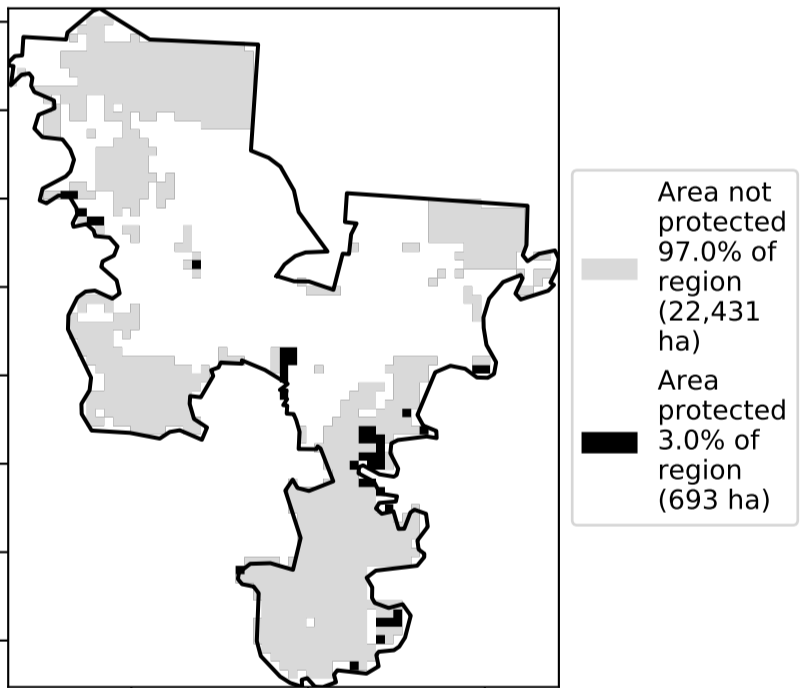 Area not
protected
97.0% of
region
(22,431
ha)
Area
protected
3.0% of
region
(693 ha)